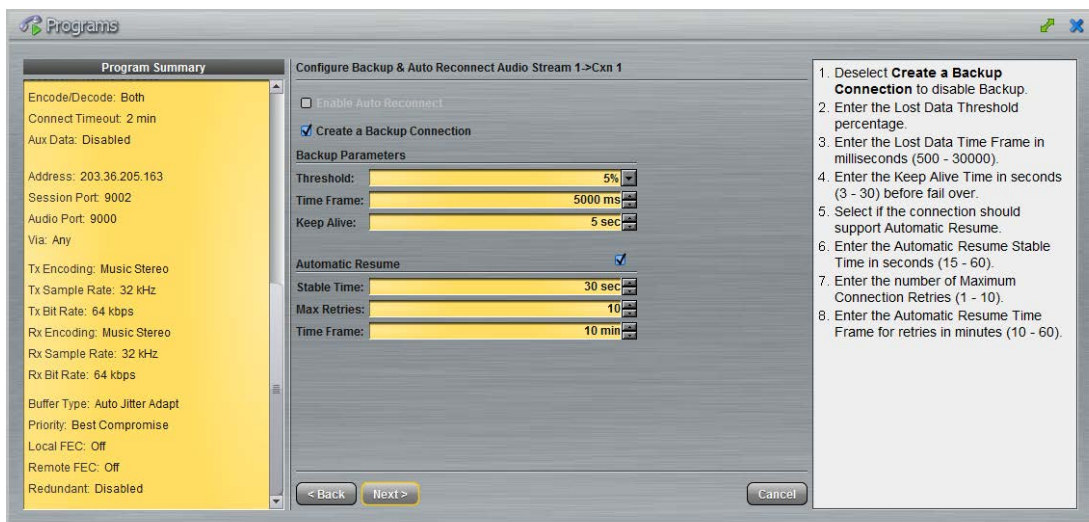 Programs
Program Summary
Encode/Decode: Both
Connect Timeout: 2 min
Aux Data: Disabled
Address: 203.36.205.163
Session Port: 9002
Audio Port: 9000
Via: Any
Tx Encoding: Music Stereo
Tx Sample Rate: 32 kHz
Tx Bit Rate: 64 kbps
Rx Encoding: Music Stereo
Rx Sample Rate: 32 kHz
Rx Bit Rate: 64 kbps
Buffer Type: Auto Jitter Adapt
Priority: Best Compromise
Local FEC: Off
Remote FEC: Off
Redundant: Disabled
Configure Backup & Auto Reconnect Audio Stream 1->Cxn 1
Enable Auto Reconnect
Create a Backup Connection
Backup Parameters
Threshold: 5%
Time Frame: 5000 ms
Keep Alive: 5 sec
Automatic Resume
Stable Time: 30 sec
Max Retries: 10
Time Frame: 10 min
< Back
Next >
Cancel
1. Deselect Create a Backup
Connection to disable Backup.
2. Enter the Lost Data Threshold
percentage.
3. Enter the Lost Data Time Frame in
milliseconds (500 - 30000).
4. Enter the Keep Alive Time in seconds
(3 - 30) before fail over.
5. Select if the connection should
support Automatic Resume.
6. Enter the Automatic Resume Stable
Time in seconds (15 - 60).
7. Enter the number of Maximum
Connection Retries (1 - 10).
8. Enter the Automatic Resume Time
Frame for retries in minutes (10 - 60).